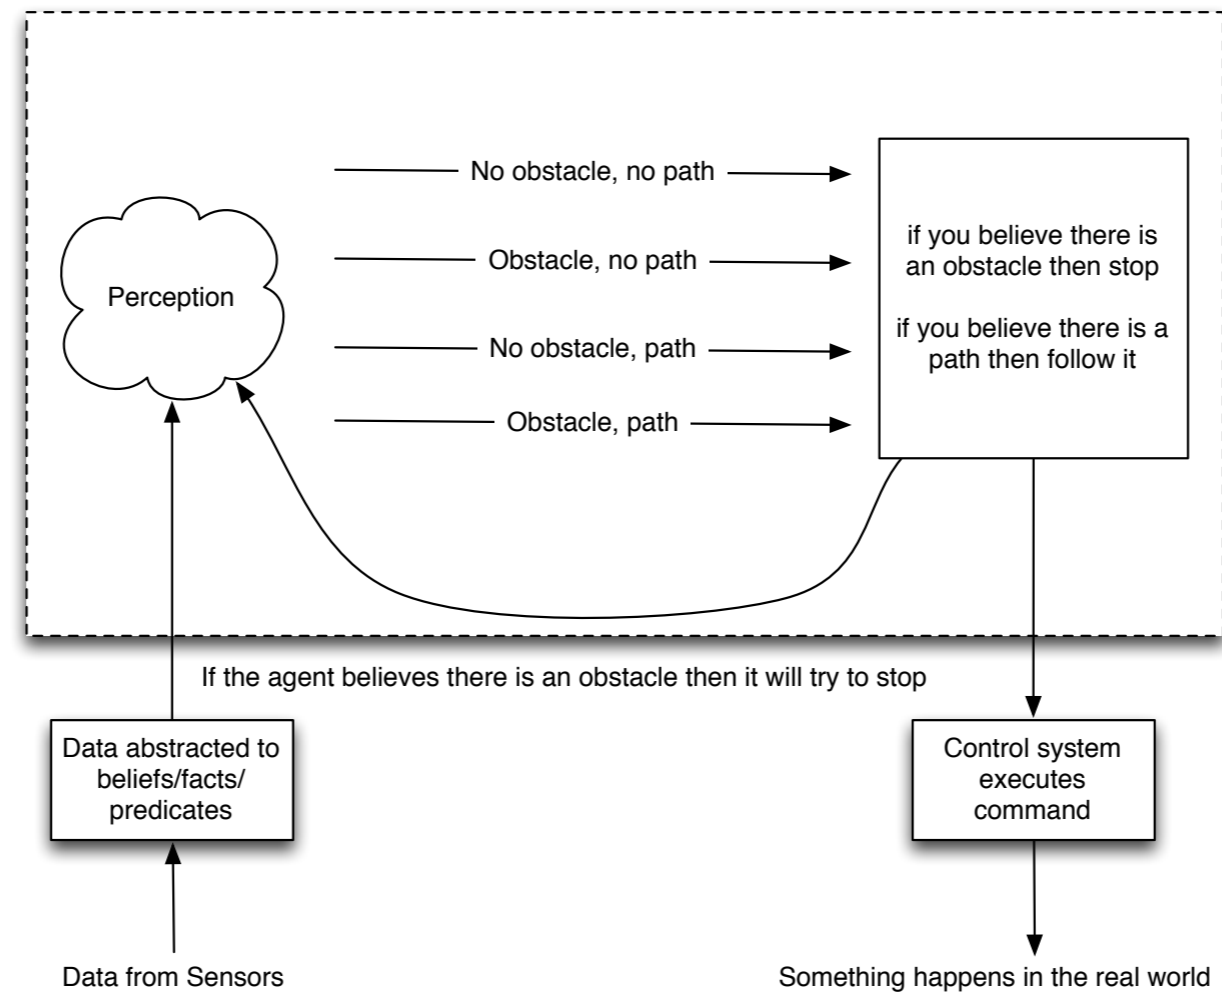 No obstacle, no path
Obstacle, no path
Perception
No obstacle, path
Obstacle, path
if you believe there is
an obstacle then stop
if you believe there is a
path then follow it
If the agent believes there is an obstacle then it will try to stop
Data abstracted to
beliefs/facts/
predicates
Control system
executes
command
Data from Sensors
Something happens in the real world